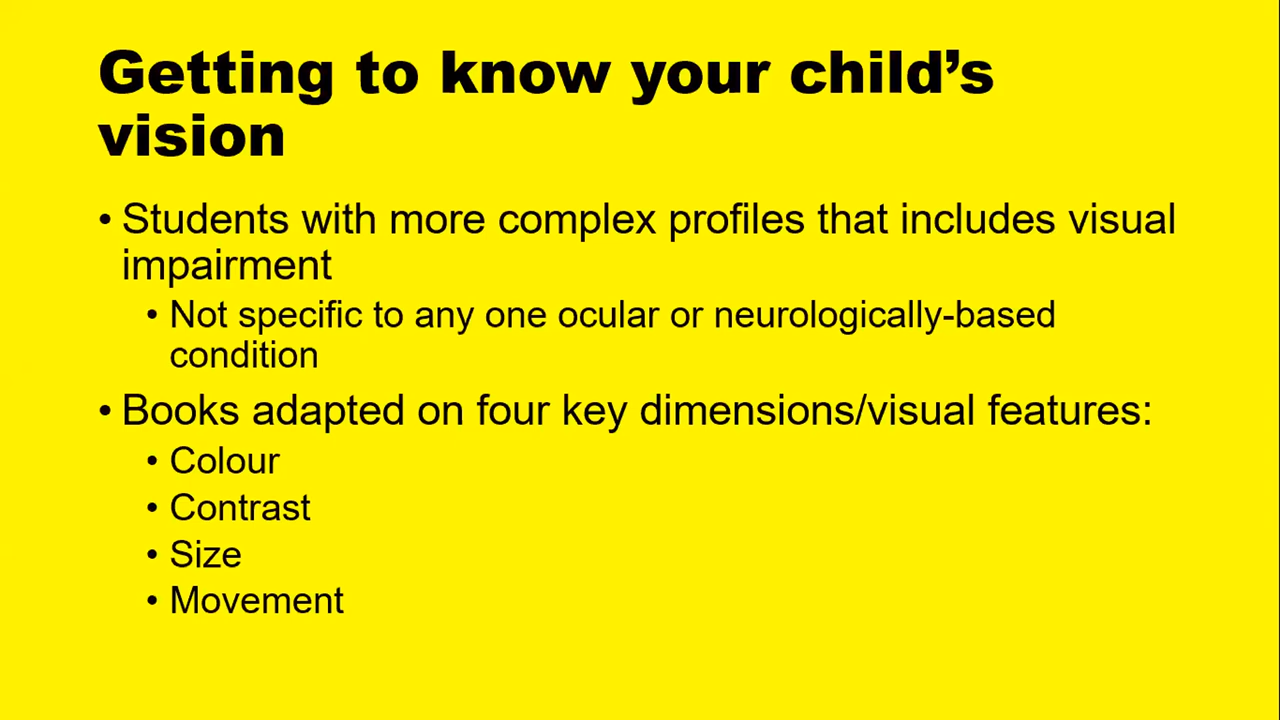 Getting to know your child’s
vision
• Students with more complex profiles that includes visual
impairment
• Not specific to any one ocular or neurologically-based
condition
• Books adapted on four key dimensions/visual features:
• Colour
• Contrast
• Size
• Movement